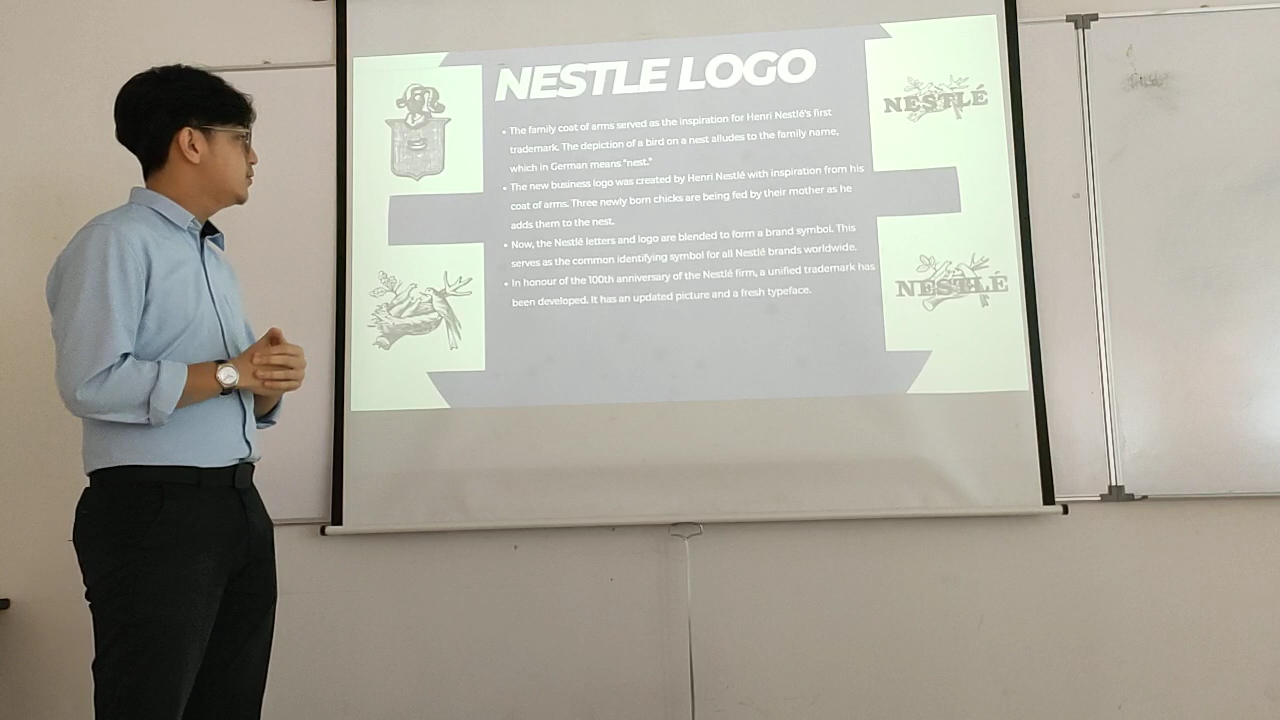 NESTLE LOGO
• The family coat of arms served as the inspiration for Henri Nestlé's first
trademark. The depiction of a bird on a nest alludes to the family name,
which in German means "nest."
• The new business logo was created by Henri Nestlé with inspiration from his
coat of arms. Three newly born chicks are being fed by their mother as he
adds them to the nest.
• Now, the Nestlé letters and logo are blended to form a brand symbol. This
serves as the common identifying symbol for all Nestlé brands worldwide.
• In honour of the 100th anniversary of the Nestlé firm, a unified trademark has
been developed. It has an updated picture and a fresh typeface.
NESTLÉ
NESTLÉ